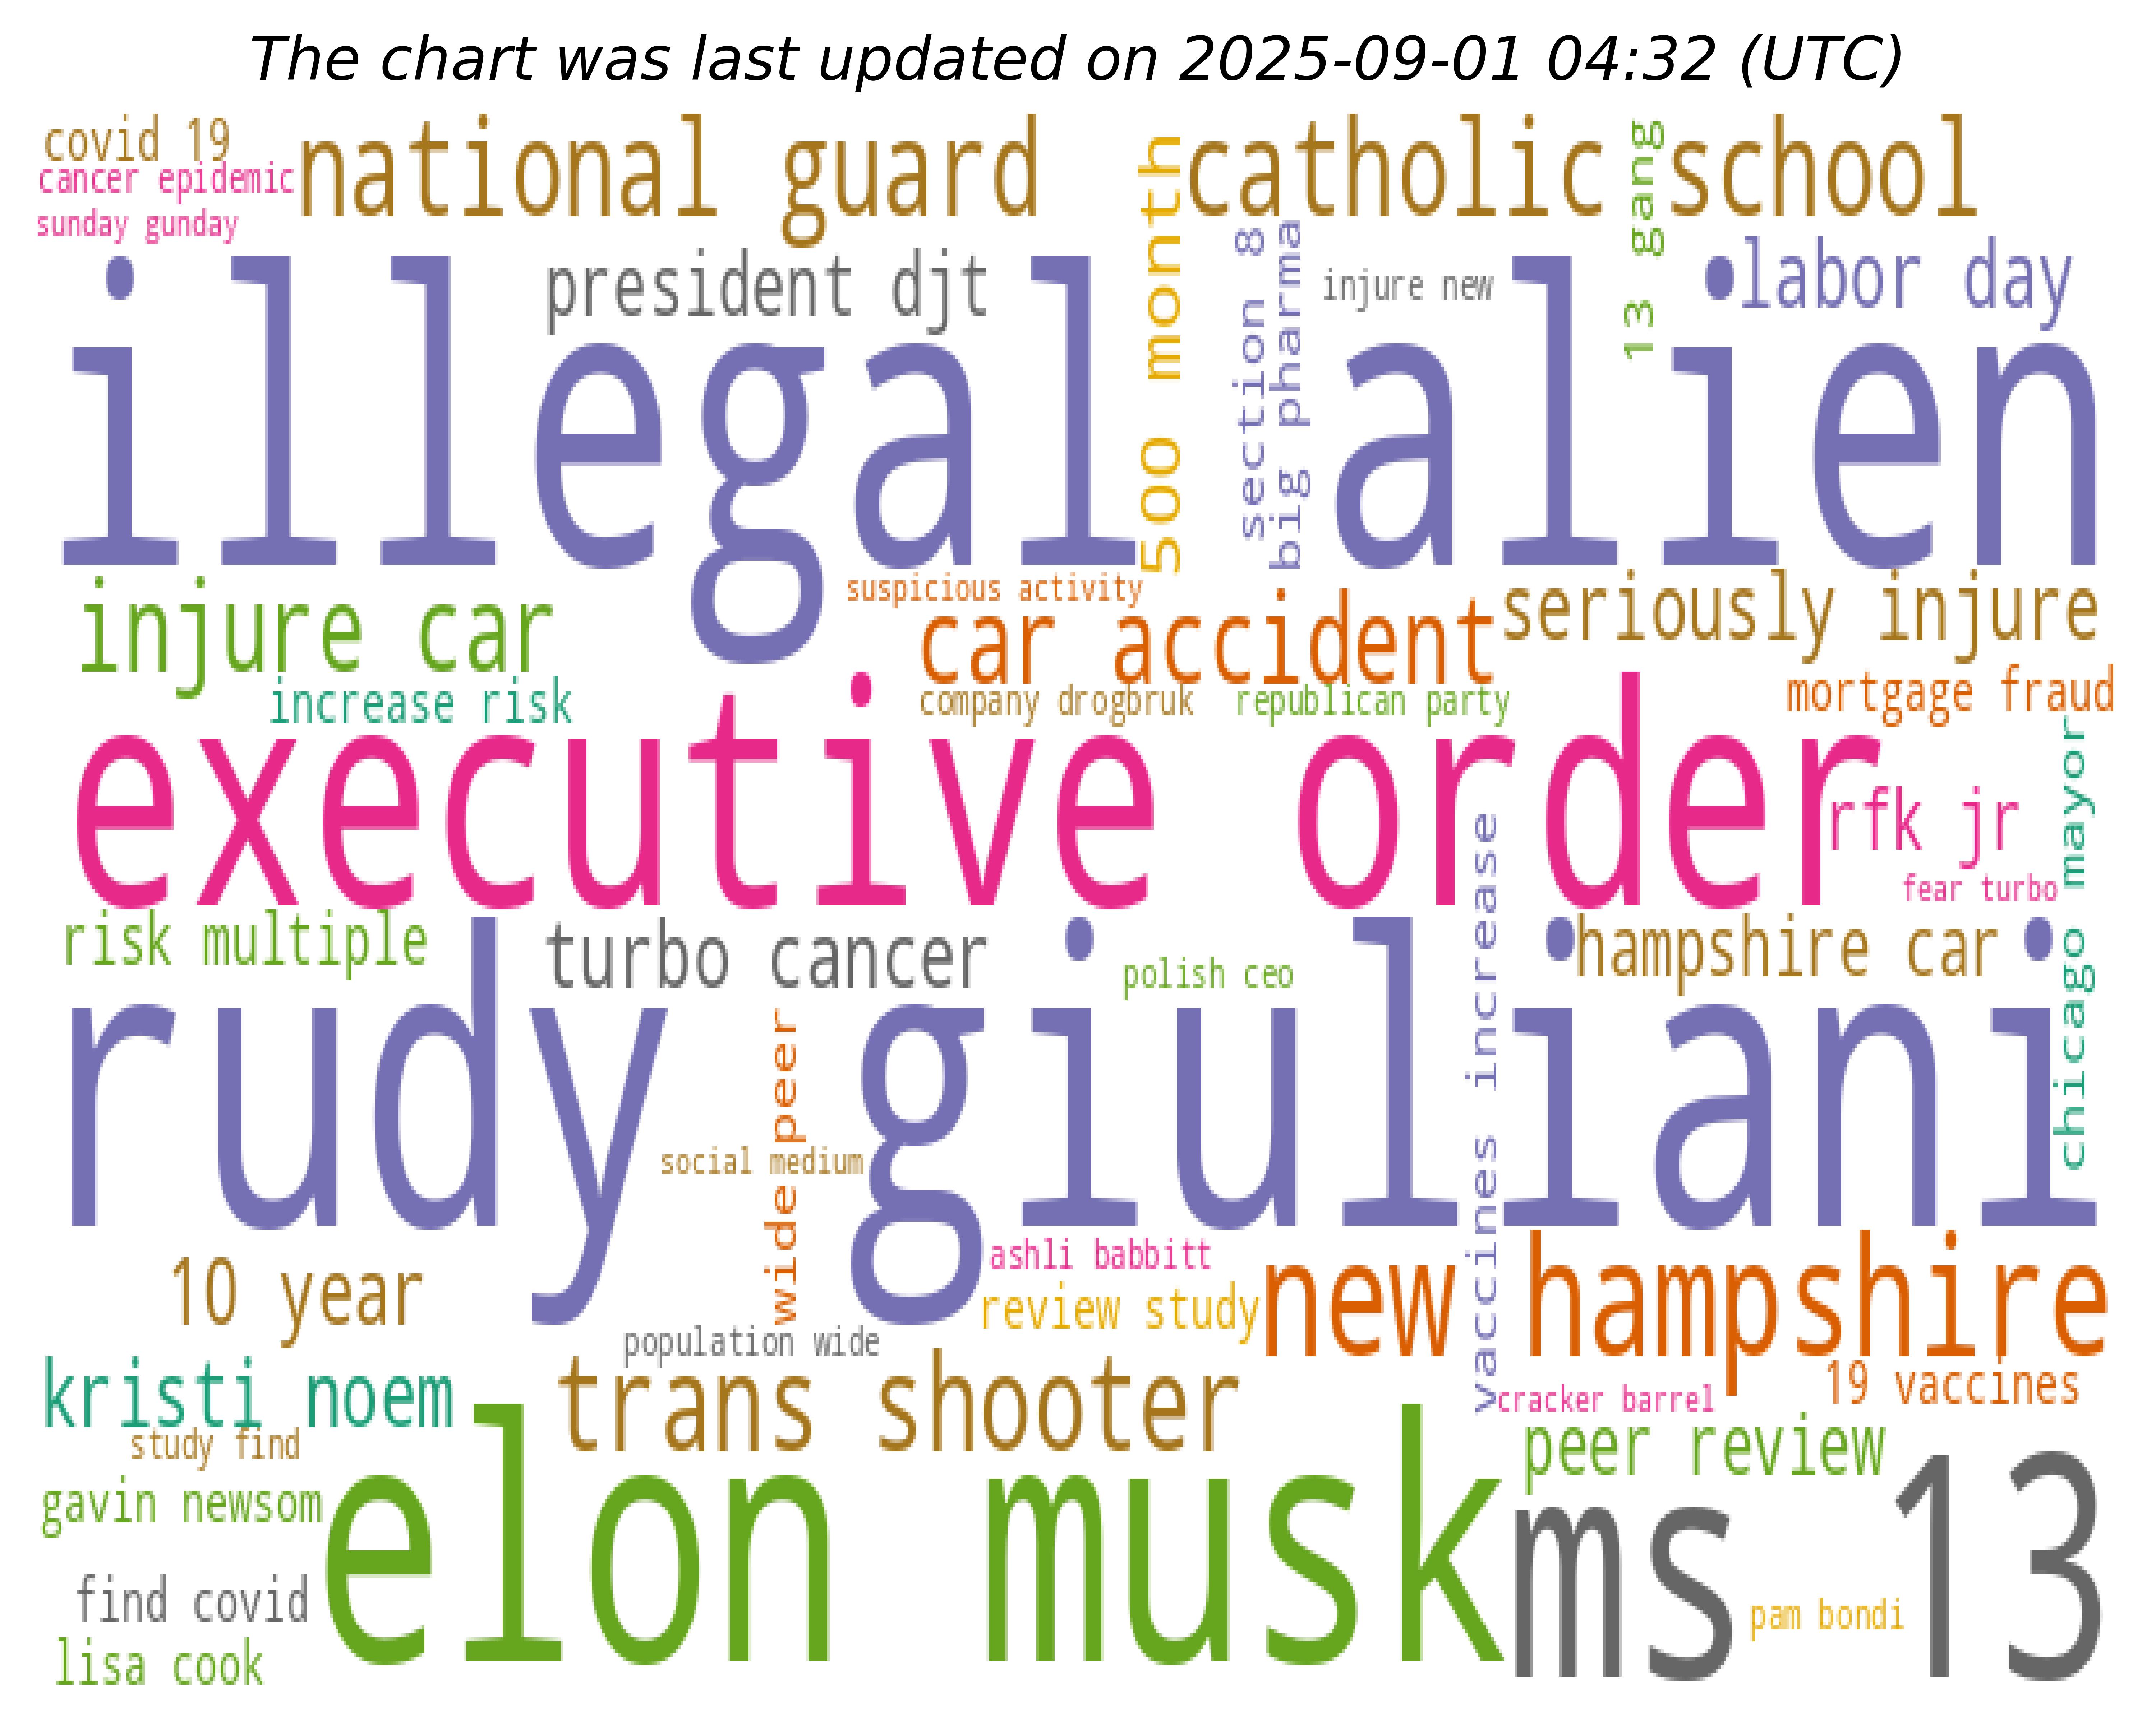 The chart was last updated on 2025-09-01 04:32 (UTC)
covid 19
cancer epidemic
sunday gunday
national guard
500 month
catholic school
13 gang
section 8
big pharma
president djt
injure new
labor day
illegal alien
suspicious activity
injure car
car accident
seriously injure
increase risk
company drogbruk
republican party
mortgage fraud
executive order
rfk jr
fear turbo
chicago mayor
vaccines increase
risk multiple
turbo cancer
polish ceo
hampshire car
rudy giuliani
wide peer
social medium
ashli babbitt
10 year
review study
new hampshire
population wide
kristi noem
trans shooter
cracker barrel
19 vaccines
study find
peer review
gavin newsom
elon musk
ms 13
find covid
pam bondi
lisa cook